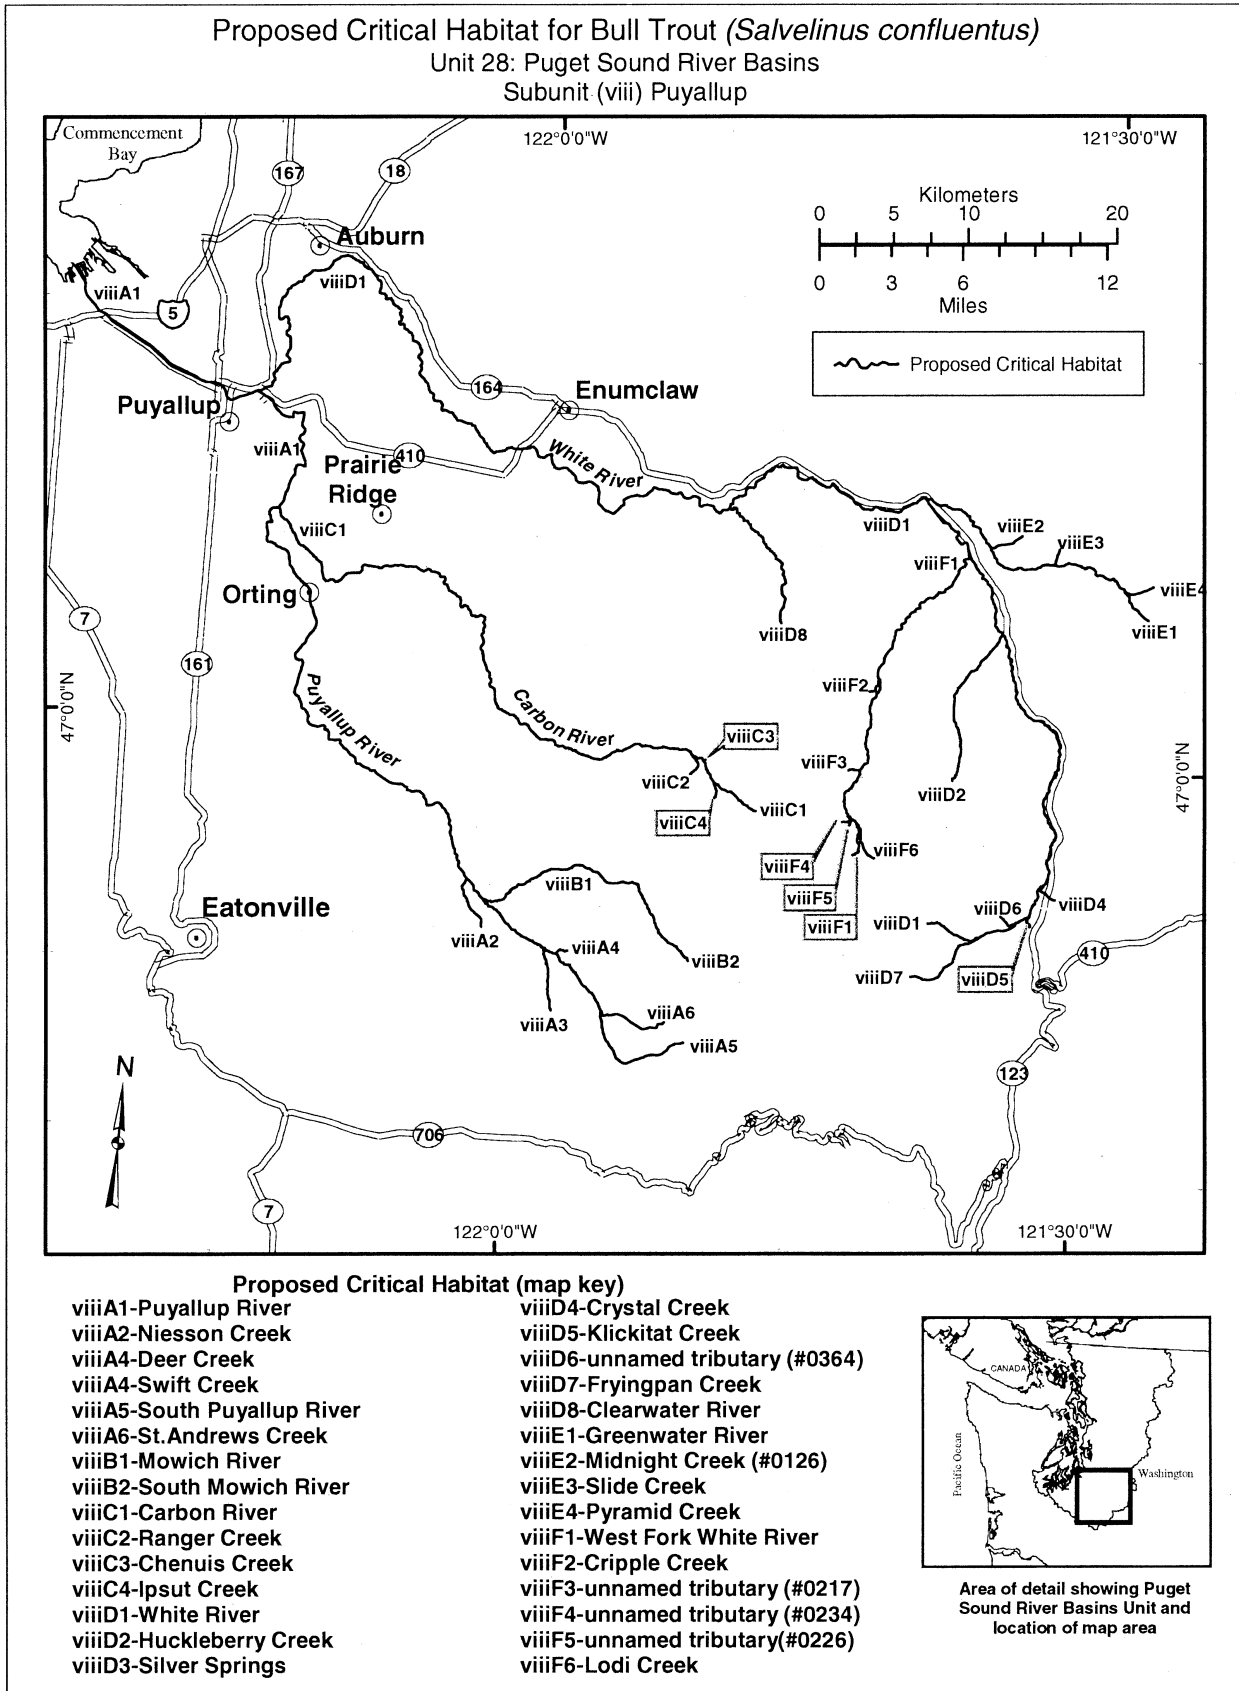 Proposed Critical Habitat for Bull Trout (Salvelinus confluentus)
Unit 28: Puget Sound River Basins
Subunit (viii) Puyallup
Commencement
Bay
122°0'0"W
121°30'0"W
167
18
Kilometers
0 5 10 20
0 3 6 12
Miles
Auburn
viiiD1
viiiA1
5
Proposed Critical Habitat
164
Enumclaw
Puyallup
viiiA1
410
Prairie
Ridge
White River
viiiC1
viiiD1
viiiE2
viiiE3
viiiF1
viiiE4
viiiE1
Orting
7
viiiD8
161
47°0'0"N
Puyallup River
Carbon River
viiiF2
viiiC3
viiiF3
47°0'0"N
viiiC2
viiiD2
viiiC1
viiiC4
viiiF6
viiiF4
viiiB1
viiiF5
Eatonville
viiiD6
viiiD4
viiiD1
viiiF1
viiiA2
viiiA4
410
viiiB2
viiiD7
viiiD5
viiiA6
viiiA3
viiiA5
N
123
706
7
122°0'0"W
121°30'0"W
Proposed Critical Habitat (map key)
viiiA1-Puyallup River
viiiA2-Niesson Creek
viiiA4-Deer Creek
viiiA4-Swift Creek
viiiA5-South Puyallup River
viiiA6-St.Andrews Creek
viiiB1-Mowich River
viiiB2-South Mowich River
viiiC1-Carbon River
viiiC2-Ranger Creek
viiiC3-Chenuis Creek
viiiC4-Ipsut Creek
viiiD1-White River
viiiD2-Huckleberry Creek
viiiD3-Silver Springs
viiiD4-Crystal Creek
viiiD5-Klickitat Creek
viiiD6-unnamed tributary (#0364)
viiiD7-Fryingpan Creek
viiiD8-Clearwater River
viiiE1-Greenwater River
viiiE2-Midnight Creek (#0126)
viiiE3-Slide Creek
viiiE4-Pyramid Creek
viiiF1-West Fork White River
viiiF2-Cripple Creek
viiiF3-unnamed tributary (#0217)
viiiF4-unnamed tributary (#0234)
viiiF5-unnamed tributary(#0226)
viiiF6-Lodi Creek
CANADA
Pacific Ocean
Washington
Area of detail showing Puget
Sound River Basins Unit and
location of map area